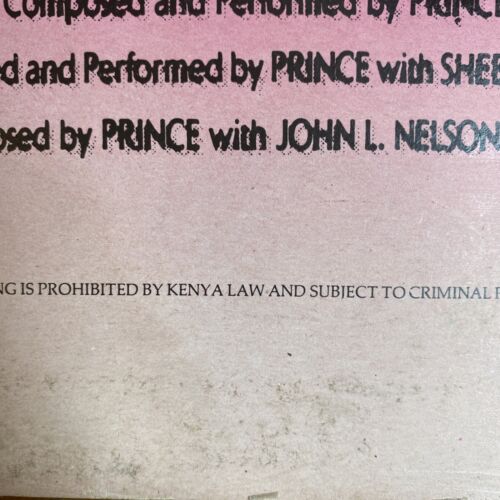 Composed and Performed by PRINCE
ed and Performed by PRINCE with SHEE
osed by PRINCE with JOHN L. NELSON
NG IS PROHIBITED BY KENYA LAW AND SUBJECT TO CRIMINAL P